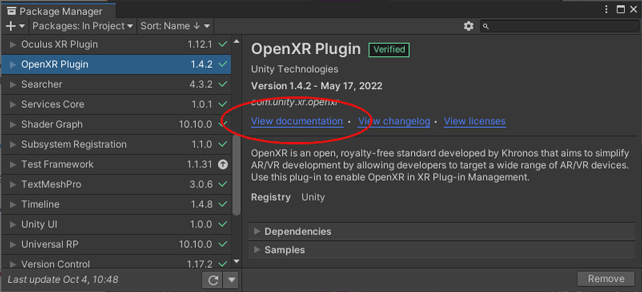 Package Manager
Packages: In Project
Sort: Name ↓
Oculus XR Plugin 1.12.1
OpenXR Plugin 1.4.2
Searcher 4.3.2
Services Core 1.0.1
Shader Graph 10.10.0
Subsystem Registration 1.1.0
Test Framework 1.1.31
TextMeshPro 3.0.6
Timeline 1.4.8
Unity UI 1.0.0
Universal RP 10.10.0
Version Control 1.17.2
Last update Oct 4, 10:48
OpenXR Plugin Verified
Unity Technologies
Version 1.4.2 - May 17, 2022
com.unity.xr.openxr
View documentation • View changelog • View licenses
OpenXR is an open, royalty-free standard developed by Khronos that aims to simplify
AR/VR development by allowing developers to target a wide range of AR/VR devices.
Use this plug-in to enable OpenXR in XR Plug-in Management.
Registry Unity
Dependencies
Samples
Remove